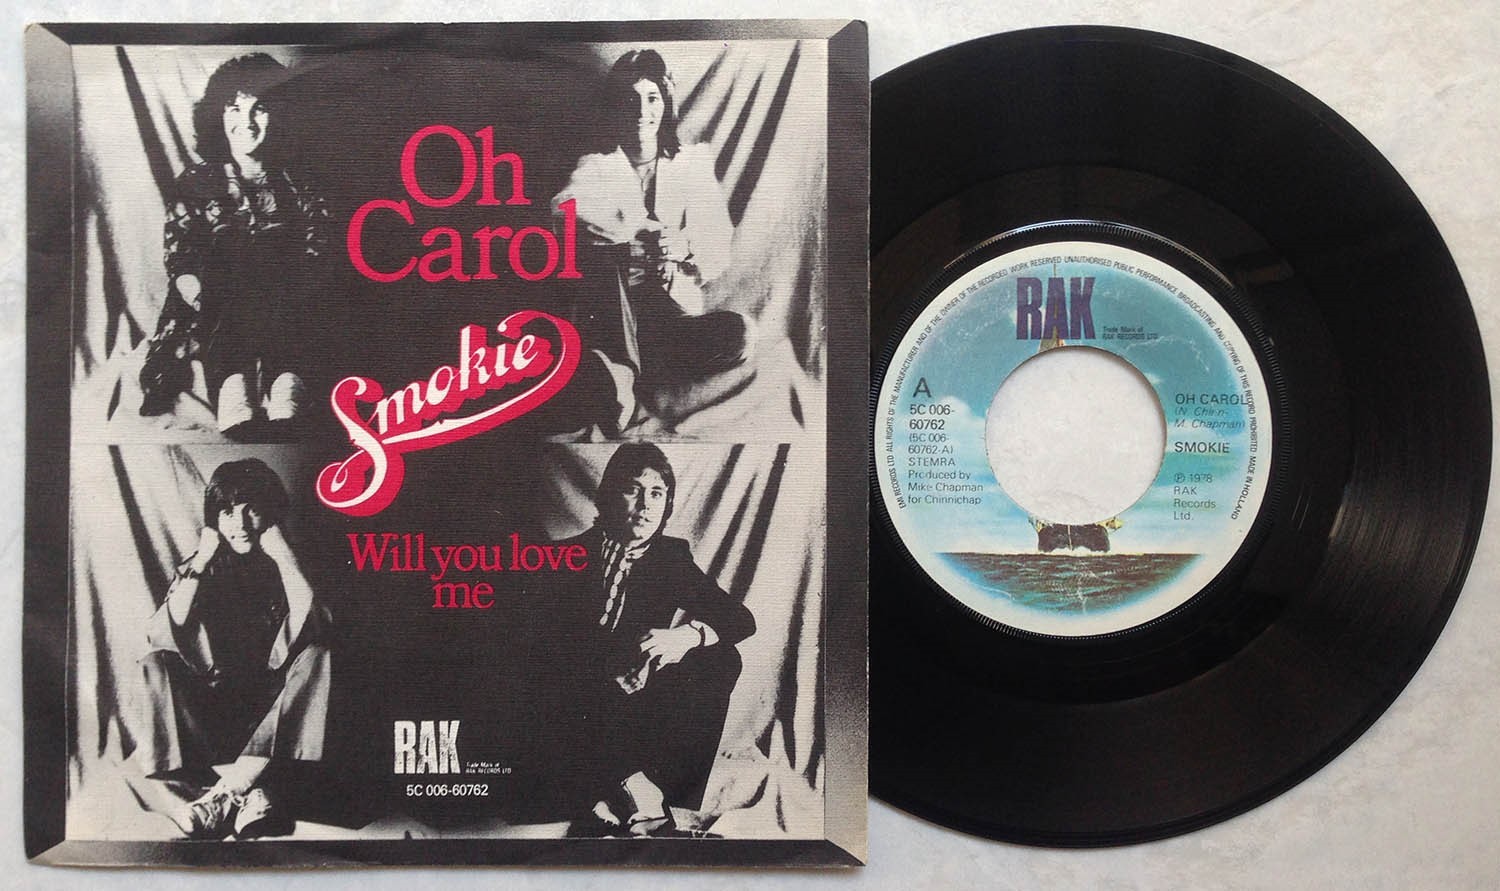 Oh
Carol
Smokie
Will you love
me
RAK
Trade Mark of
RAK RECORDS LTD
5C 006-60762
EMI RECORDS LTD ALL RIGHTS OF THE MANUFACTURER AND OF THE OWNER OF THE RECORDED WORK RESERVED UNAUTHORISED PUBLIC PERFORMANCE BROADCASTING AND COPYING OF THIS RECORD PROHIBITED MADE IN HOLLAND
RAK
Trade Mark of
RAK RECORDS LTD
A
5C 006-
60762
(5C 006-
60762-A)
STEMRA
Produced by
Mike Chapman
for Chinnichap
OH CAROL
(N. Chinn-
M. Chapman)
SMOKIE
℗ 1978
RAK
Records
Ltd.